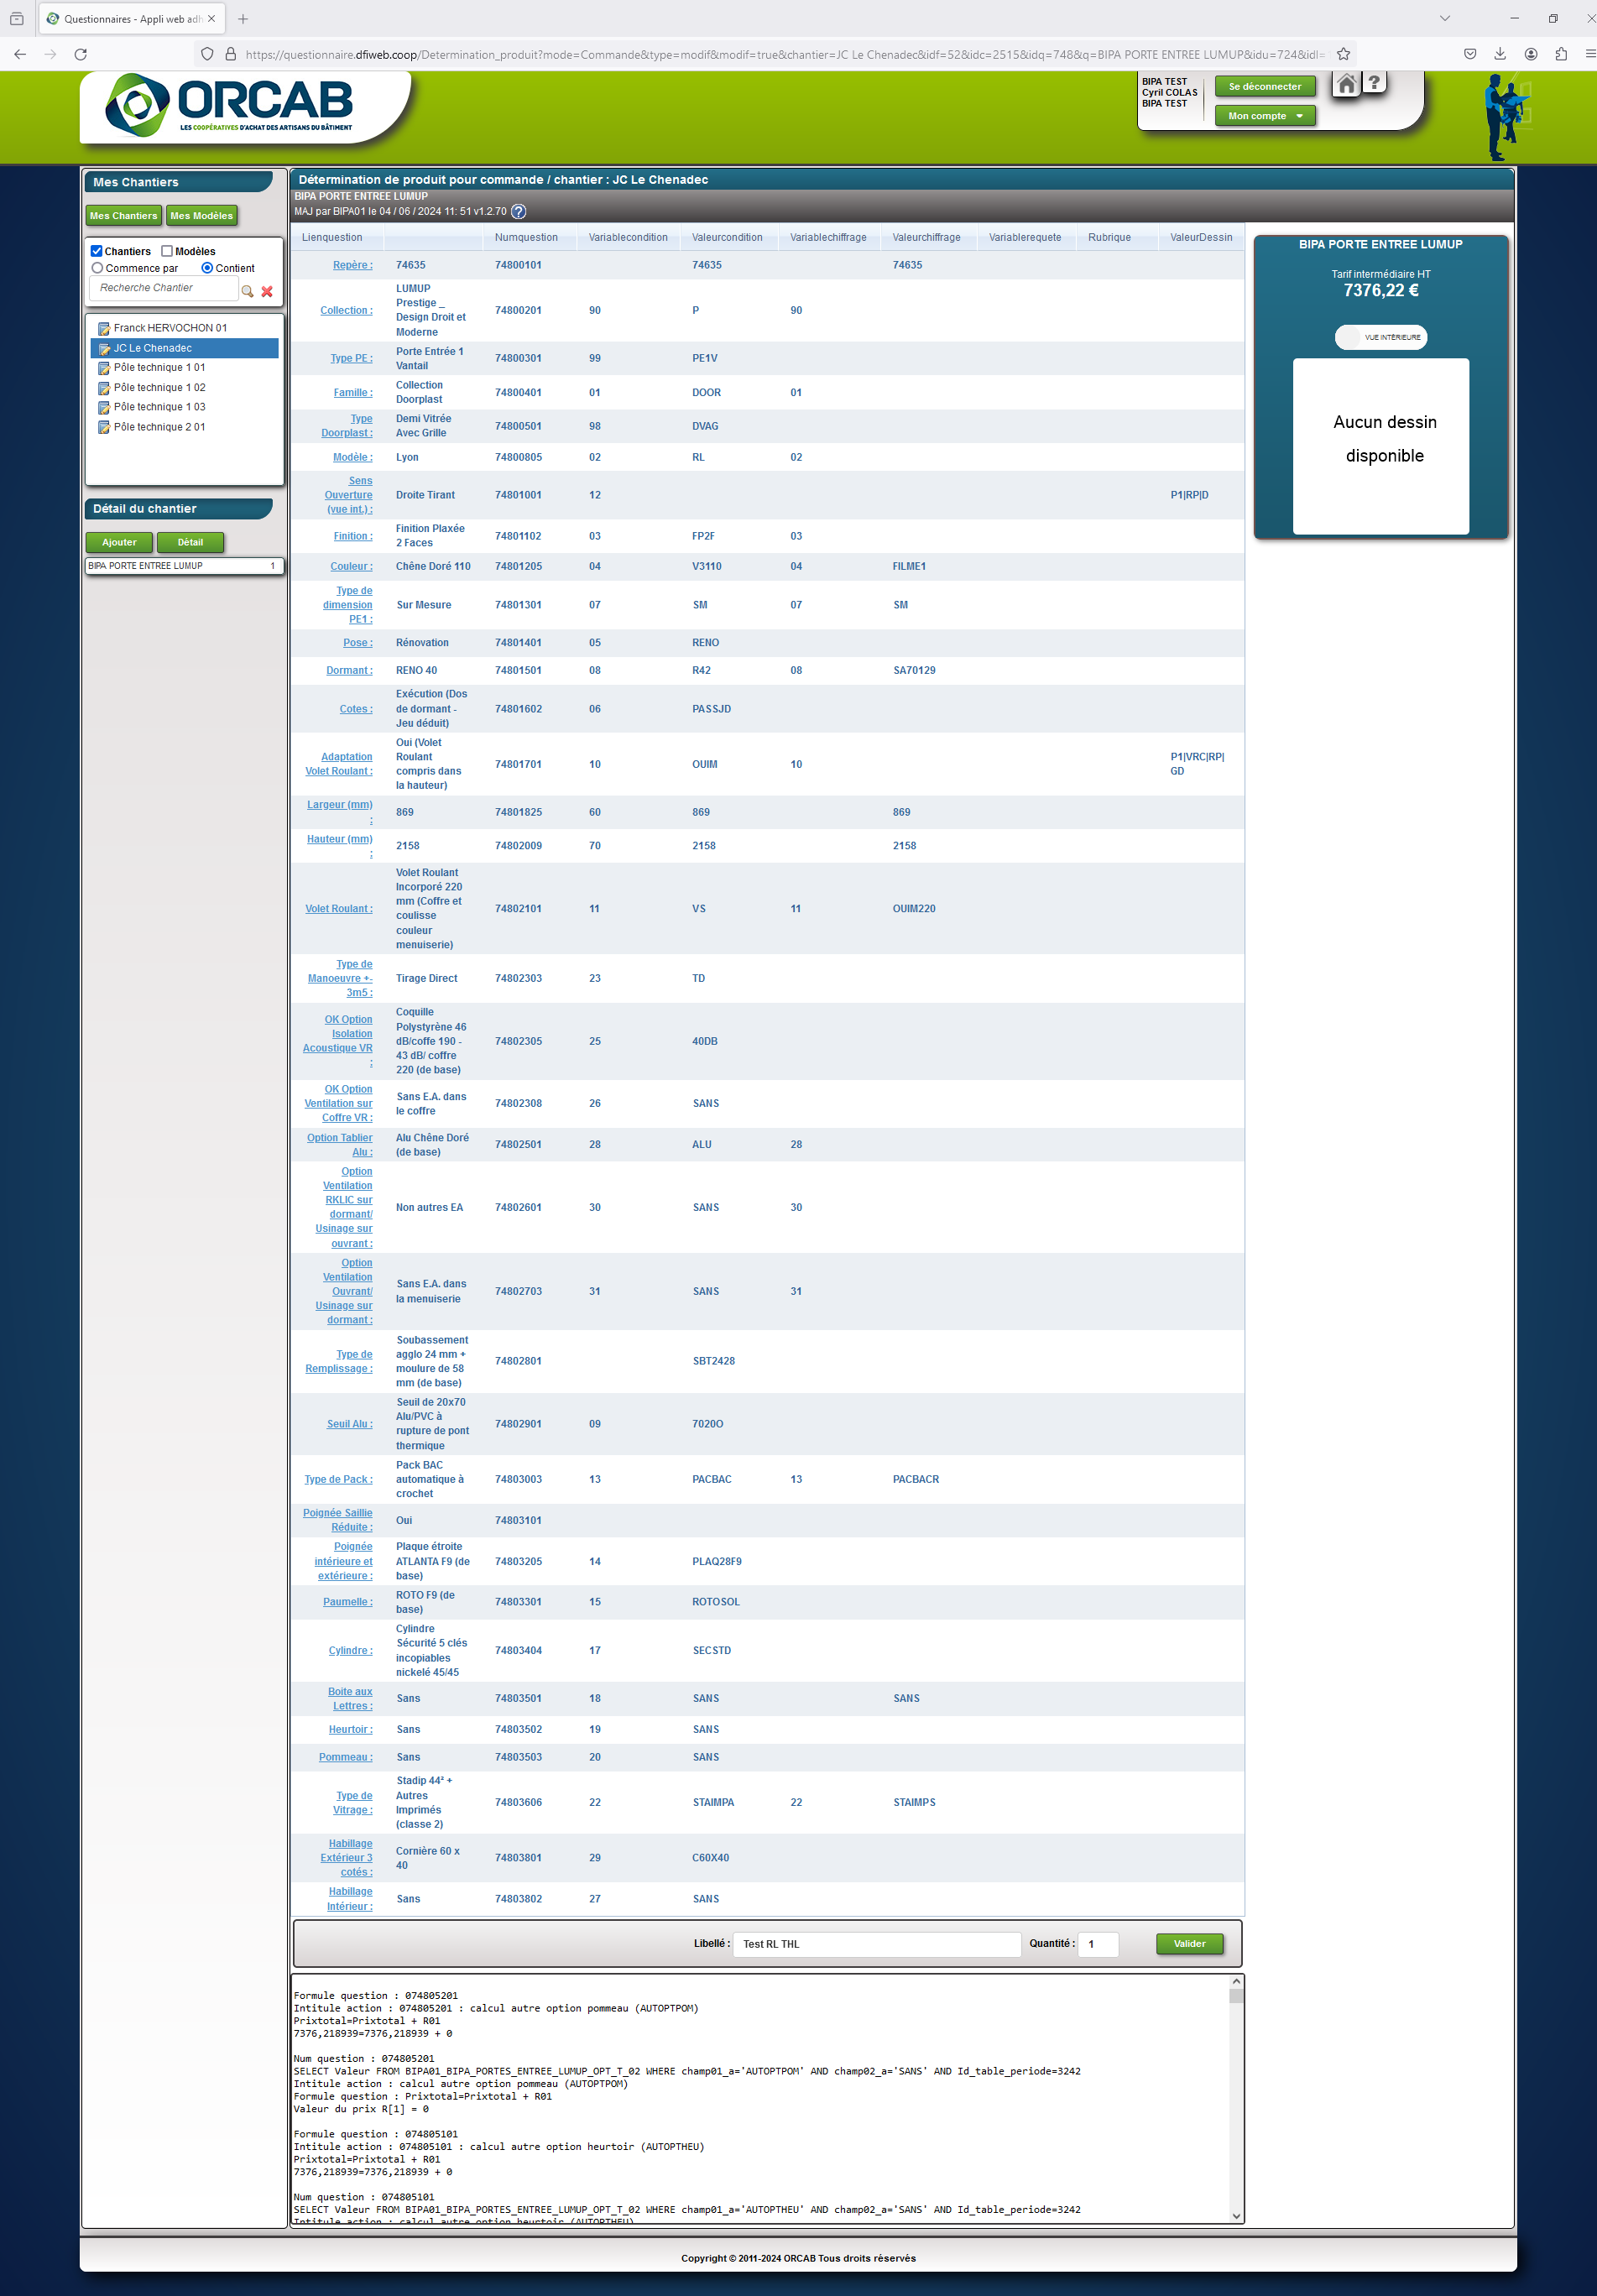 Questionnaires - Appli web adh
https://questionnaire.dfiweb.coop/Determination_produit?mode=Commande&type=modif&modif=true&chantier=JC Le Chenadec&idf=52&idc=2515&idq=748&q=BIPA PORTE ENTREE LUMUP&idu=724&idl=
ORCAB
LES COOPÉRATIVES D'ACHAT DES ARTISANS DU BÂTIMENT
BIPA TEST
Cyril COLAS
BIPA TEST
Se déconnecter
Mon compte
?
Mes Chantiers
Mes Chantiers Mes Modèles
Chantiers Modèles
Commence par Contient
Recherche Chantier
Franck HERVOCHON 01
JC Le Chenadec
Pôle technique 1 01
Pôle technique 1 02
Pôle technique 1 03
Pôle technique 2 01
Détail du chantier
Ajouter Détail
BIPA PORTE ENTREE LUMUP 1
Détermination de produit pour commande / chantier : JC Le Chenadec
BIPA PORTE ENTREE LUMUP
MAJ par BIPA01 le 04 / 06 / 2024 11: 51 v1.2.70 ?
Lienquestion Numquestion Variablecondition Valeurcondition Variablechiffrage Valeurchiffrage Variablerequete Rubrique ValeurDessin
Repère : 74635 74800101 74635 74635
Collection : LUMUP Prestige _ Design Droit et Moderne 74800201 90 P 90
Type PE : Porte Entrée 1 Vantail 74800301 99 PE1V
Famille : Collection Doorplast 74800401 01 DOOR 01
Type Doorplast : Demi Vitrée Avec Grille 74800501 98 DVAG
Modèle : Lyon 74800805 02 RL 02
Sens Ouverture (vue int.) : Droite Tirant 74801001 12 P1|RP|D
Finition : Finition Plaxée 2 Faces 74801102 03 FP2F 03
Couleur : Chêne Doré 110 74801205 04 V3110 04 FILME1
Type de dimension PE1 : Sur Mesure 74801301 07 SM 07 SM
Pose : Rénovation 74801401 05 RENO
Dormant : RENO 40 74801501 08 R42 08 SA70129
Cotes : Exécution (Dos de dormant - Jeu déduit) 74801602 06 PASSJD
Adaptation Volet Roulant : Oui (Volet Roulant compris dans la hauteur) 74801701 10 OUIM 10 P1|VRC|RP|GD
Largeur (mm) : 869 74801825 60 869 869
Hauteur (mm) : 2158 74802009 70 2158 2158
Volet Roulant : Volet Roulant Incorporé 220 mm (Coffre et coulisse couleur menuiserie) 74802101 11 VS 11 OUIM220
Type de Manoeuvre +- 3m5 : Tirage Direct 74802303 23 TD
OK Option Isolation Acoustique VR : Coquille Polystyrène 46 dB/coffe 190 - 43 dB/ coffre 220 (de base) 74802305 25 40DB
OK Option Ventilation sur Coffre VR : Sans E.A. dans le coffre 74802308 26 SANS
Option Tablier Alu : Alu Chêne Doré (de base) 74802501 28 ALU 28
Option Ventilation RKLIC sur dormant/ Usinage sur ouvrant : Non autres EA 74802601 30 SANS 30
Option Ventilation Ouvrant/ Usinage sur dormant : Sans E.A. dans la menuiserie 74802703 31 SANS 31
Type de Remplissage : Soubassement agglo 24 mm + moulure de 58 mm (de base) 74802801 SBT2428
Seuil Alu : Seuil de 20x70 Alu/PVC à rupture de pont thermique 74802901 09 7020O
Type de Pack : Pack BAC automatique à crochet 74803003 13 PACBAC 13 PACBACR
Poignée Saillie Réduite : Oui 74803101
Poignée intérieure et extérieure : Plaque étroite ATLANTA F9 (de base) 74803205 14 PLAQ28F9
Paumelle : ROTO F9 (de base) 74803301 15 ROTOSOL
Cylindre : Cylindre Sécurité 5 clés incopiables nickelé 45/45 74803404 17 SECSTD
Boite aux Lettres : Sans 74803501 18 SANS SANS
Heurtoir : Sans 74803502 19 SANS
Pommeau : Sans 74803503 20 SANS
Type de Vitrage : Stadip 44² + Autres Imprimés (classe 2) 74803606 22 STAIMPA 22 STAIMPS
Habillage Extérieur 3 cotés : Cornière 60 x 40 74803801 29 C60X40
Habillage Intérieur : Sans 74803802 27 SANS
Libellé : Test RL THL Quantité : 1 Valider
Formule question : 074805201
Intitule action : 074805201 : calcul autre option pommeau (AUTOPTPOM)
Prixtotal=Prixtotal + R01
7376,218939=7376,218939 + 0
Num question : 074805201
SELECT Valeur FROM BIPA01_BIPA_PORTES_ENTREE_LUMUP_OPT_T_02 WHERE champ01_a='AUTOPTPOM' AND champ02_a='SANS' AND Id_table_periode=3242
Intitule action : calcul autre option pommeau (AUTOPTPOM)
Formule question : Prixtotal=Prixtotal + R01
Valeur du prix R[1] = 0
Formule question : 074805101
Intitule action : 074805101 : calcul autre option heurtoir (AUTOPTHEU)
Prixtotal=Prixtotal + R01
7376,218939=7376,218939 + 0
Num question : 074805101
SELECT Valeur FROM BIPA01_BIPA_PORTES_ENTREE_LUMUP_OPT_T_02 WHERE champ01_a='AUTOPTHEU' AND champ02_a='SANS' AND Id_table_periode=3242
Intitule action : calcul autre option heurtoir (AUTOPTHEU)
BIPA PORTE ENTREE LUMUP
Tarif intermédiaire HT
7376,22 €
VUE INTÉRIEURE
Aucun dessin
disponible
Copyright © 2011-2024 ORCAB Tous droits réservés